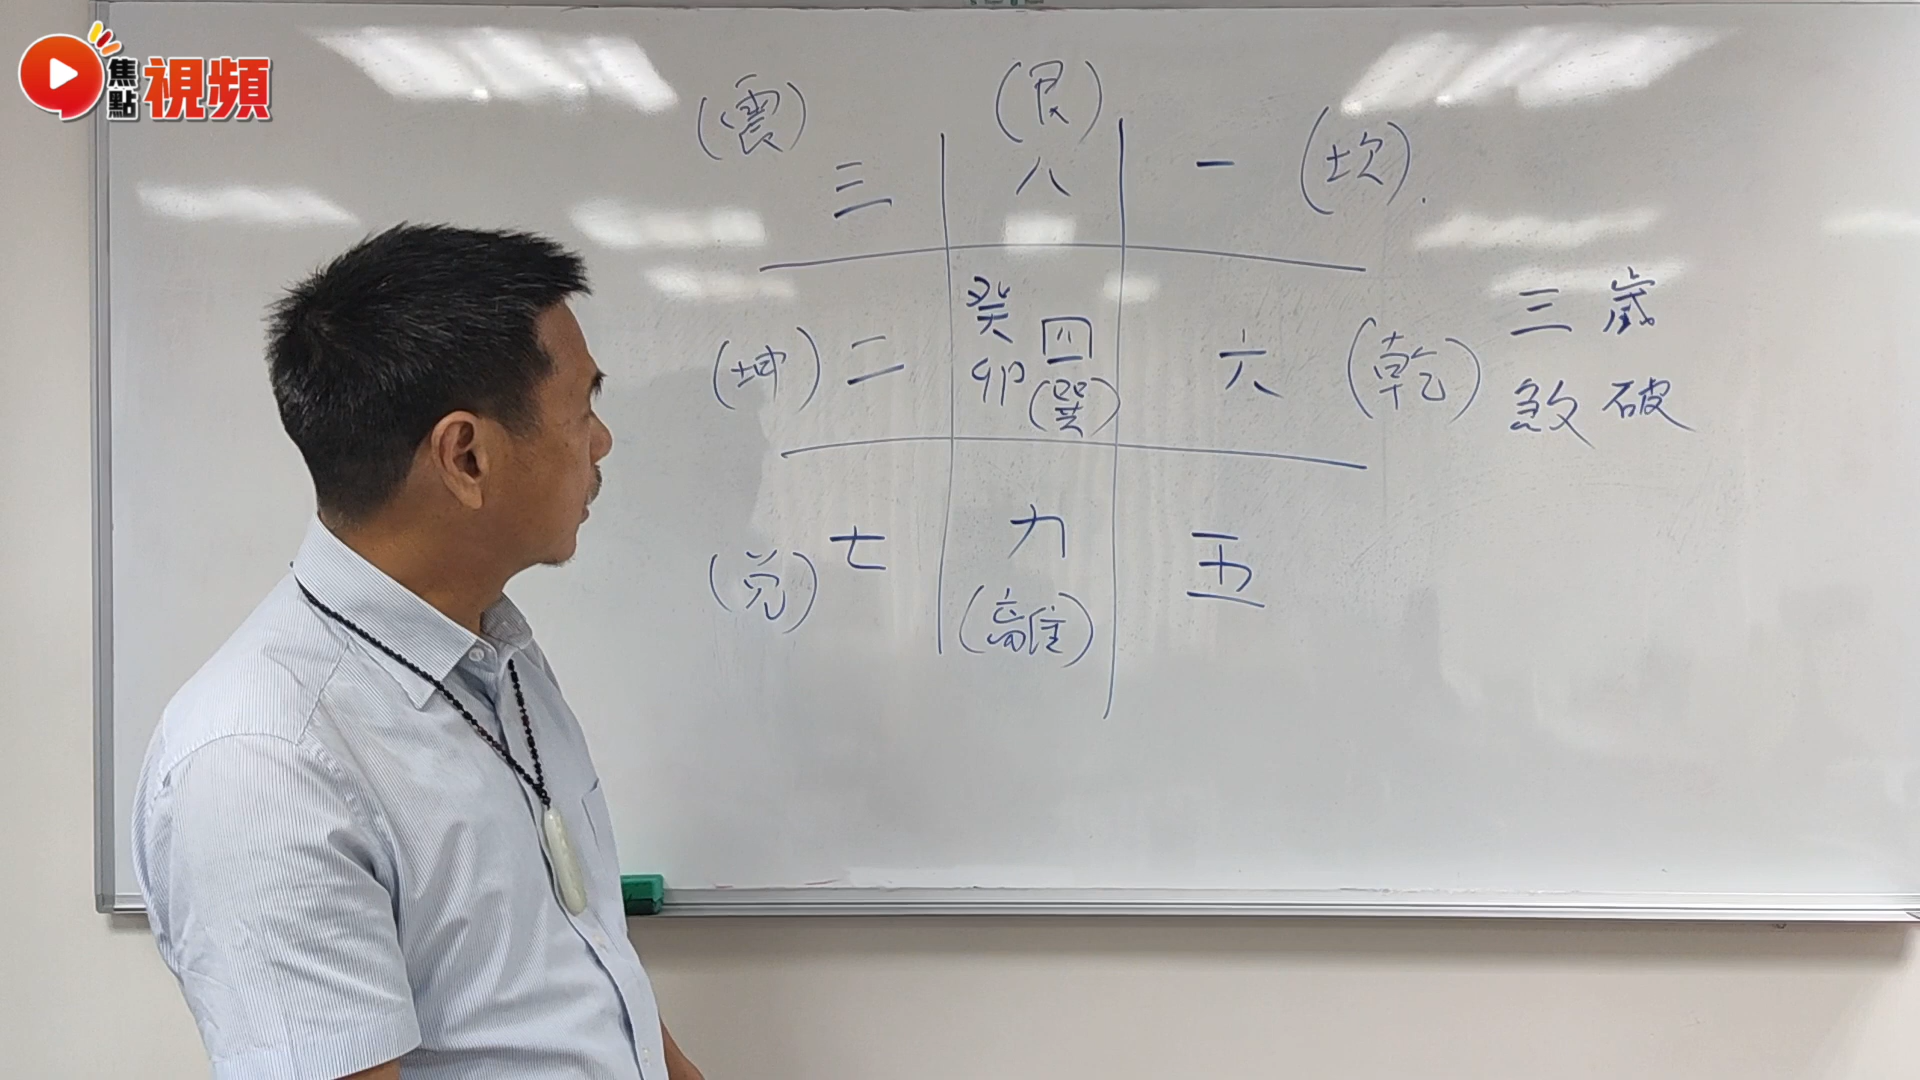 焦點視頻
(震) (艮)
三 八 一 (坎)
(坤) 二 癸卯 四 (巽) 六 (乾) 三煞 歲破
(兌) 七 九 五
(離)